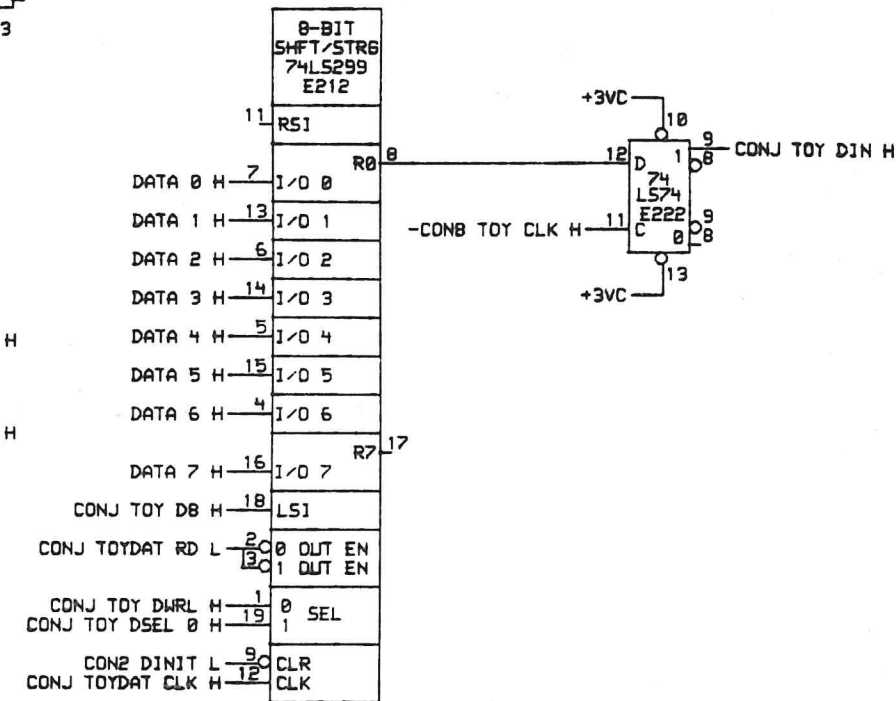 3
8-BIT
SHFT/STRG
74LS299
E212
11 RSI
R0 8
DATA 0 H 7 I/O 0
DATA 1 H 13 I/O 1
DATA 2 H 6 I/O 2
DATA 3 H 14 I/O 3
H
DATA 4 H 5 I/O 4
DATA 5 H 15 I/O 5
DATA 6 H 4 I/O 6
H
R7 17
DATA 7 H 16 I/O 7
CONJ TOY D8 H 18 LSI
CONJ TOYDAT RD L 2 0 OUT EN
3 1 OUT EN
CONJ TOY DWRL H 1 0 SEL
CONJ TOY DSEL 0 H 19 1
CON2 DINIT L 9 CLR
CONJ TOYDAT CLK H 12 CLK
+3VC
10
12 D 1 9 CONJ TOY DIN H
8
74
LS74
E222
-CONB TOY CLK H 11 C
9
0 8
13
+3VC